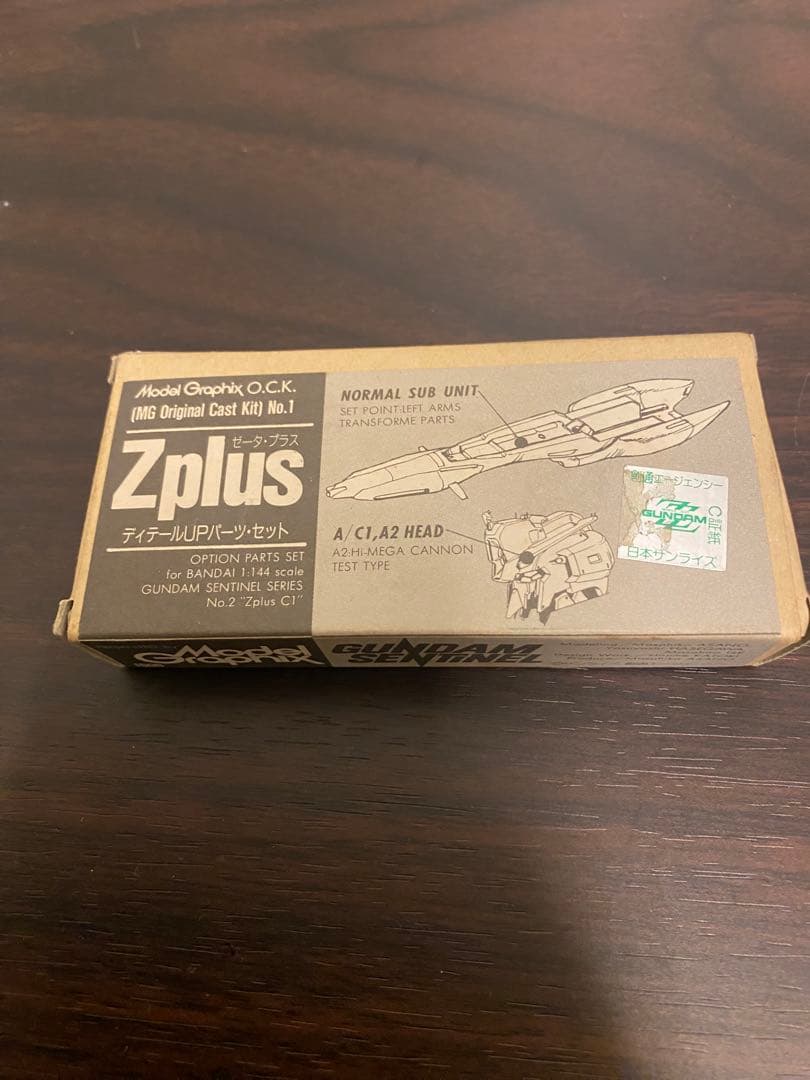 Model Graphix O.C.K.
(MG Original Cast Kit) No.1
ゼータ・プラス
Zplus
ディテールUPパーツ・セット
OPTION PARTS SET
for BANDAI 1:144 scale
GUNDAM SENTINEL SERIES
No.2 "Zplus C1"
NORMAL SUB UNIT
SET POINT:LEFT ARMS
TRANSFORME PARTS
A/C1,A2 HEAD
A2:Hi-MEGA CANNON
TEST TYPE
創通エージェンシー
GUNDAM
C証紙
日本サンライズ
Model
Graphix
GUNDAM
SENTINEL